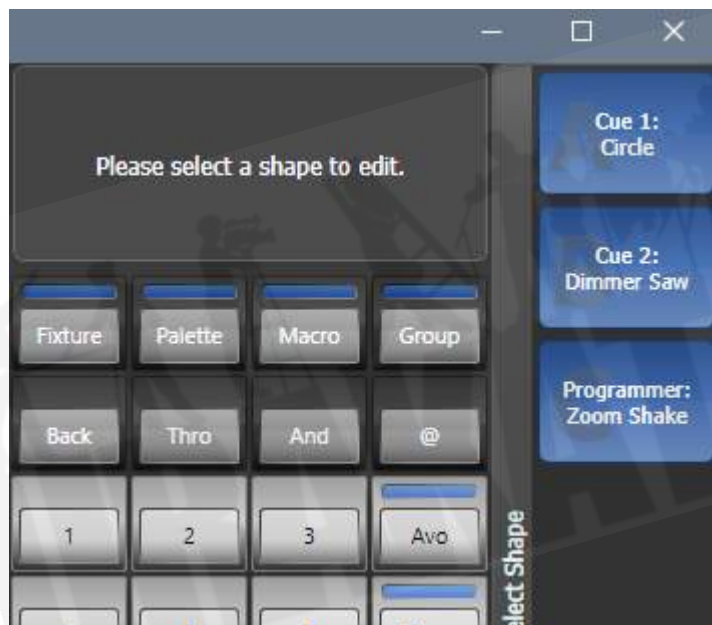 Please select a shape to edit.
Cue 1:
Circle
Cue 2:
Dimmer Saw
Programmer:
Zoom Shake
Fixture
Palette
Macro
Group
Back
Thro
And
@
1
2
3
Avo
Shape